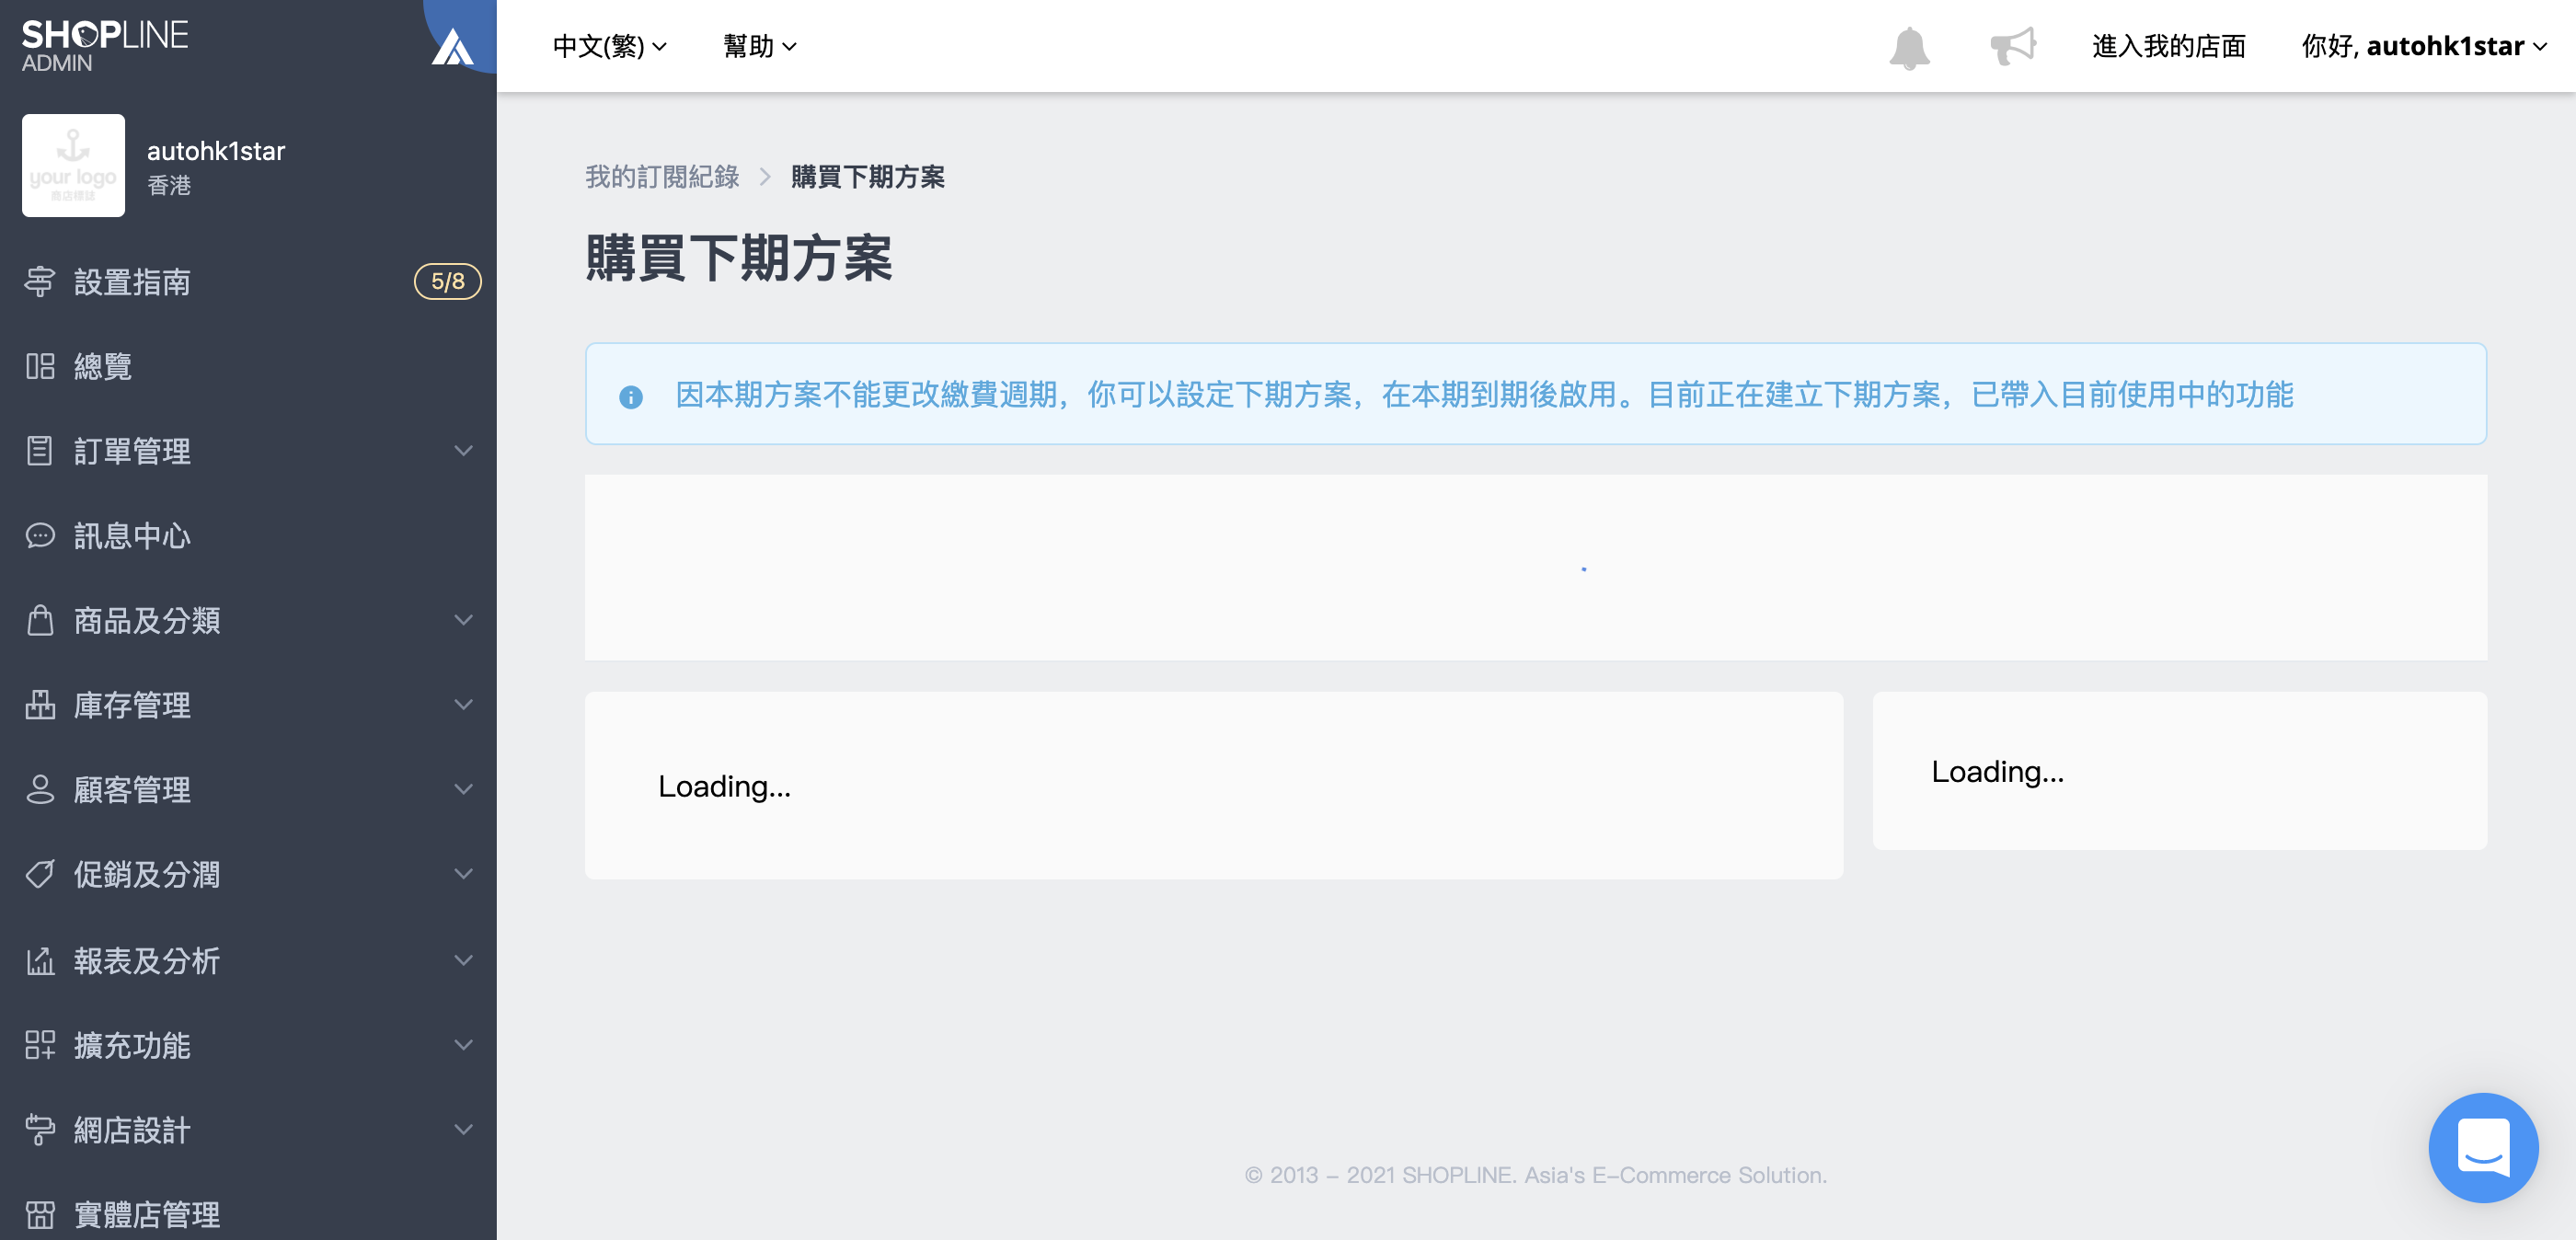 SHOPLINE
ADMIN
中文(繁)
幫助
進入我的店面
你好, autohk1star
your logo
商店標誌
autohk1star
香港
設置指南
5/8
總覽
訂單管理
訊息中心
商品及分類
庫存管理
顧客管理
促銷及分潤
報表及分析
擴充功能
網店設計
實體店管理
我的訂閱紀錄 > 購買下期方案
購買下期方案
因本期方案不能更改繳費週期，你可以設定下期方案，在本期到期後啟用。目前正在建立下期方案，已帶入目前使用中的功能
Loading...
Loading...
© 2013 – 2021 SHOPLINE. Asia's E–Commerce Solution.